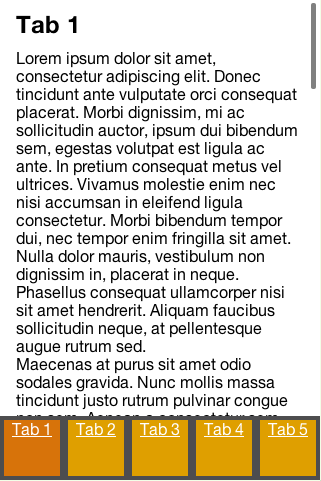 Tab 1
Lorem ipsum dolor sit amet,
consectetur adipiscing elit. Donec
tincidunt ante vulputate orci consequat
placerat. Morbi dignissim, mi ac
sollicitudin auctor, ipsum dui bibendum
sem, egestas volutpat est ligula ac
ante. In pretium consequat metus vel
ultrices. Vivamus molestie enim nec
nisi accumsan in eleifend ligula
consectetur. Morbi bibendum tempor
dui, nec tempor enim fringilla sit amet.
Nulla dolor mauris, vestibulum non
dignissim in, placerat in neque.
Phasellus consequat ullamcorper nisi
sit amet hendrerit. Aliquam faucibus
sollicitudin neque, at pellentesque
augue rutrum sed.
Maecenas at purus sit amet odio
sodales gravida. Nunc mollis massa
tincidunt justo rutrum pulvinar congue
Tab 1 Tab 2 Tab 3 Tab 4 Tab 5